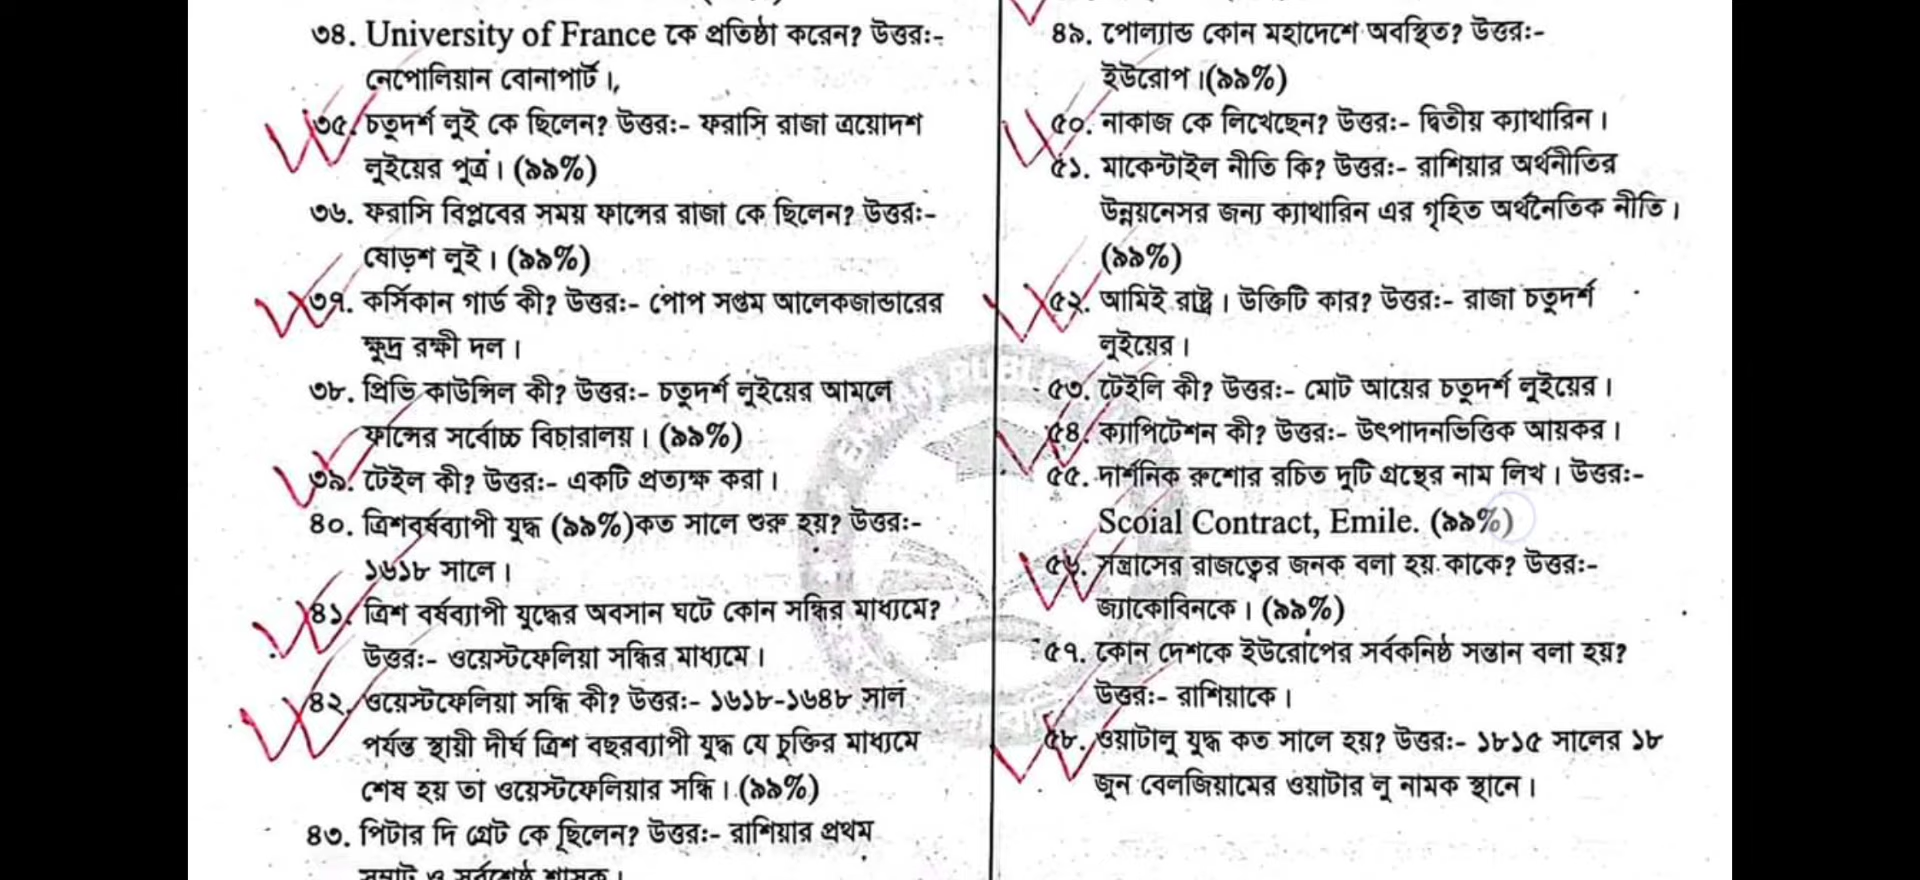 ৩৪. University of France কে প্রতিষ্ঠা করেন? উত্তরঃ-
নেপোলিয়ান বোনাপার্ট।,
৩৫. চতুদর্শ লুই কে ছিলেন? উত্তরঃ- ফরাসি রাজা ত্রয়োদশ
লুইয়ের পুত্র। (৯৯%)
৩৬. ফরাসি বিপ্লবের সময় ফান্সের রাজা কে ছিলেন? উত্তরঃ-
ষোড়শ লুই। (৯৯%)
৩৭. কর্সিকান গার্ড কী? উত্তরঃ- পোপ সপ্তম আলেকজান্ডারের
ক্ষুদ্র রক্ষী দল।
৩৮. প্রিভি কাউন্সিল কী? উত্তরঃ- চতুদর্শ লুইয়ের আমলে
ফান্সের সর্বোচ্চ বিচারালয়। (৯৯%)
৩৯. টেইল কী? উত্তরঃ- একটি প্রত্যক্ষ করা।
৪০. ত্রিশবর্ষব্যাপী যুদ্ধ (৯৯%)কত সালে শুরু হয়? উত্তরঃ-
১৬১৮ সালে।
৪১. ত্রিশ বর্ষব্যাপী যুদ্ধের অবসান ঘটে কোন সন্ধির মাধ্যমে?
উত্তরঃ- ওয়েস্টফেলিয়া সন্ধির মাধ্যমে।
৪২. ওয়েস্টফেলিয়া সন্ধি কী? উত্তরঃ- ১৬১৮-১৬৪৮ সাল
পর্যন্ত স্থায়ী দীর্ঘ ত্রিশ বছরব্যাপী যুদ্ধ যে চুক্তির মাধ্যমে
শেষ হয় তা ওয়েস্টফেলিয়ার সন্ধি। (৯৯%)
৪৩. পিটার দি গ্রেট কে ছিলেন? উত্তরঃ- রাশিয়ার প্রথম
সম্রাট ও সর্বশ্রেষ্ঠ শাসক।
৪৯. পোল্যান্ড কোন মহাদেশে অবস্থিত? উত্তরঃ-
ইউরোপ।(৯৯%)
৫০. নাকাজ কে লিখেছেন? উত্তরঃ- দ্বিতীয় ক্যাথারিন।
৫১. মাকেন্টাইল নীতি কি? উত্তরঃ- রাশিয়ার অর্থনীতির
উন্নয়নেসর জন্য ক্যাথারিন এর গৃহিত অর্থনৈতিক নীতি।
(৯৯%)
৫২. আমিই রাষ্ট্র। উক্তিটি কার? উত্তরঃ- রাজা চতুদর্শ
লুইয়ের।
৫৩. টেইলি কী? উত্তরঃ- মোট আয়ের চতুদর্শ লুইয়ের।
৫৪. ক্যাপিটেশন কী? উত্তরঃ- উৎপাদনভিত্তিক আয়কর।
৫৫. দার্শনিক রুশোর রচিত দুটি গ্রন্থের নাম লিখ। উত্তরঃ-
Scoial Contract, Emile. (৯৯%)
৫৬. সন্ত্রাসের রাজত্বের জনক বলা হয় কাকে? উত্তরঃ-
জ্যাকোবিনকে। (৯৯%)
৫৭. কোন দেশকে ইউরোপের সর্বকনিষ্ঠ সন্তান বলা হয়?
উত্তরঃ- রাশিয়াকে।
৫৮. ওয়াটালু যুদ্ধ কত সালে হয়? উত্তরঃ- ১৮১৫ সালের ১৮
জুন বেলজিয়ামের ওয়াটার লু নামক স্থানে।